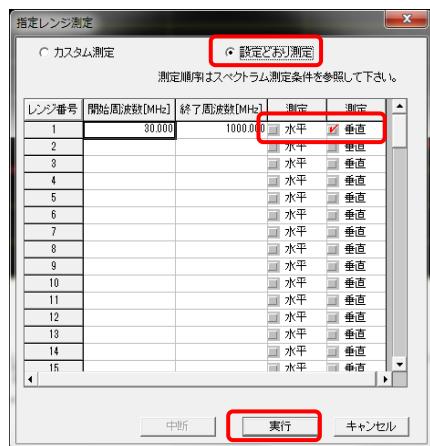 指定レンジ測定
カスタム測定 設定どおり測定
測定順序はスペクトラム測定条件を参照して下さい。
レンジ番号 開始周波数[MHz] 終了周波数[MHz] 測定 測定
1 30.000 1000.000 水平 垂直
2 水平 垂直
3 水平 垂直
4 水平 垂直
5 水平 垂直
6 水平 垂直
7 水平 垂直
8 水平 垂直
9 水平 垂直
10 水平 垂直
11 水平 垂直
12 水平 垂直
13 水平 垂直
14 水平 垂直
15 水平 垂直
中断 実行 キャンセル